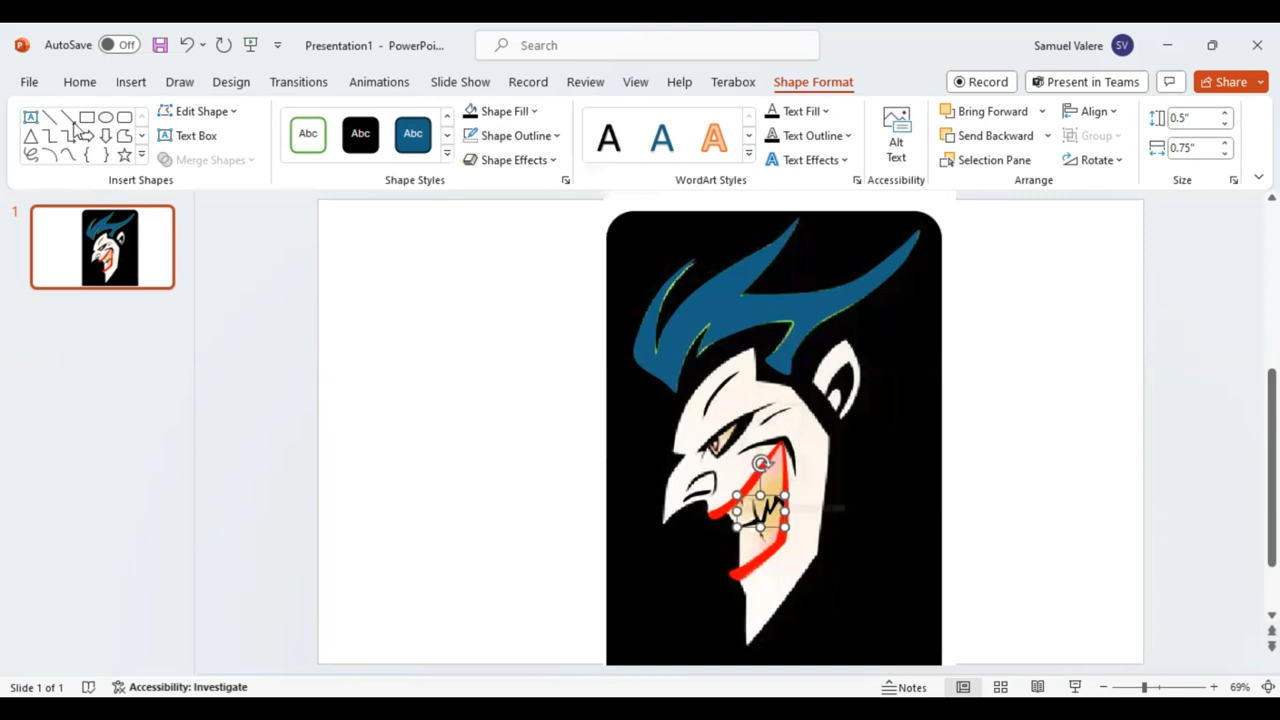 AutoSave Off Presentation1 - PowerPoi... Search Samuel Valere SV
File Home Insert Draw Design Transitions Animations Slide Show Record Review View Help Terabox Shape Format Record Present in Teams Share
Edit Shape Text Box Merge Shapes
Insert Shapes
Abc Abc Abc
Shape Fill Shape Outline Shape Effects
Shape Styles
A A A
Text Fill Text Outline Text Effects
WordArt Styles
Alt Text
Accessibility
Bring Forward Send Backward Selection Pane Align Group Rotate
Arrange
0.5" 0.75"
Size
1
Slide 1 of 1 Accessibility: Investigate Notes 69%